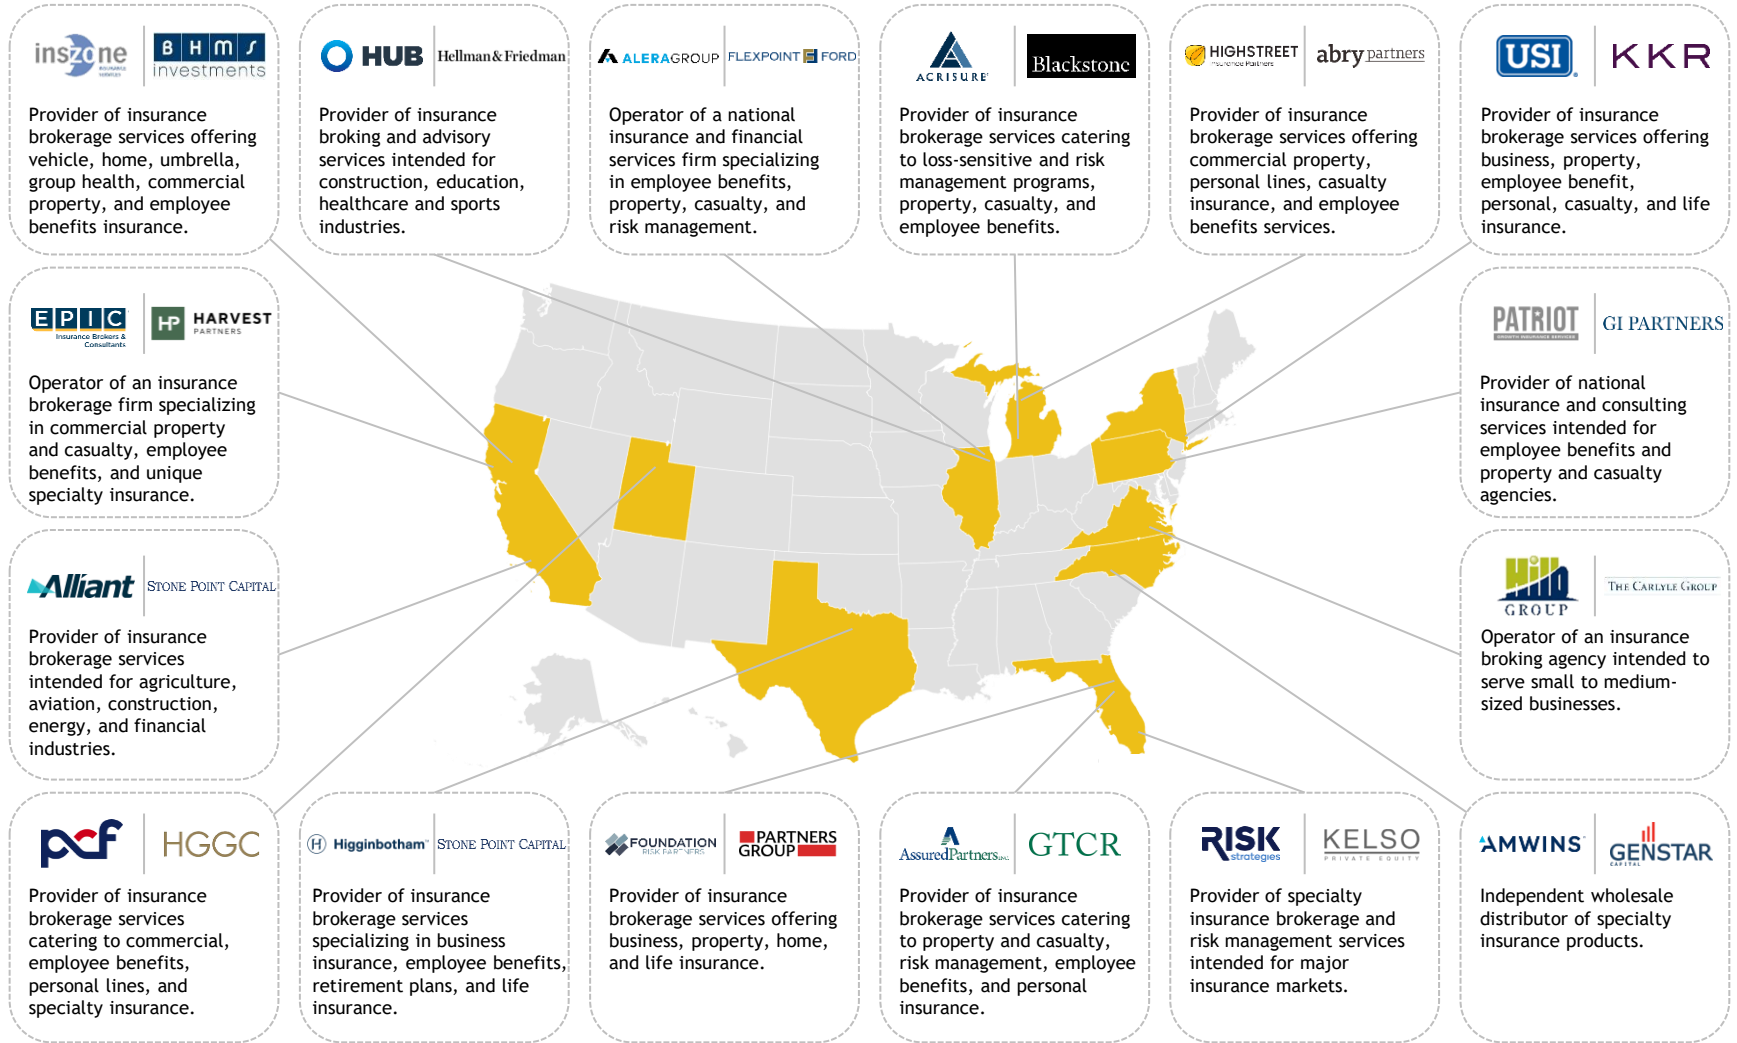 inszone
INSURANCE
SERVICES
BHMS
investments
Provider of insurance
brokerage services offering
vehicle, home, umbrella,
group health, commercial
property, and employee
benefits insurance.
HUB
Hellman & Friedman
Provider of insurance
broking and advisory
services intended for
construction, education,
healthcare and sports
industries.
ALERAGROUP
FLEXPOINT FORD
Operator of a national
insurance and financial
services firm specializing
in employee benefits,
property, casualty, and
risk management.
ACRISURE
Blackstone
Provider of insurance
brokerage services catering
to loss-sensitive and risk
management programs,
property, casualty, and
employee benefits.
HIGHSTREET
Insurance Partners
abry partners
Provider of insurance
brokerage services offering
commercial property,
personal lines, casualty
insurance, and employee
benefits services.
USI
KKR
Provider of insurance
brokerage services offering
business, property,
employee benefit,
personal, casualty, and life
insurance.
EPIC
Insurance Brokers &
Consultants
HP
HARVEST
PARTNERS
Operator of an insurance
brokerage firm specializing
in commercial property
and casualty, employee
benefits, and unique
specialty insurance.
PATRIOT
GROWTH INSURANCE SERVICES
GI PARTNERS
Provider of national
insurance and consulting
services intended for
employee benefits and
property and casualty
agencies.
Alliant
STONE POINT CAPITAL
Provider of insurance
brokerage services
intended for agriculture,
aviation, construction,
energy, and financial
industries.
Hilb
GROUP
THE CARLYLE GROUP
Operator of an insurance
broking agency intended to
serve small to medium-
sized businesses.
pcf
HGGC
Provider of insurance
brokerage services
catering to commercial,
employee benefits,
personal lines, and
specialty insurance.
H Higginbotham™
STONE POINT CAPITAL
Provider of insurance
brokerage services
specializing in business
insurance, employee benefits,
retirement plans, and life
insurance.
FOUNDATION
RISK PARTNERS
PARTNERS
GROUP
Provider of insurance
brokerage services offering
business, property, home,
and life insurance.
AssuredPartners, INC.
GTCR
Provider of insurance
brokerage services catering
to property and casualty,
risk management, employee
benefits, and personal
insurance.
RISK
strategies
KELSO
PRIVATE EQUITY
Provider of specialty
insurance brokerage and
risk management services
intended for major
insurance markets.
AMWINS
GENSTAR
CAPITAL
Independent wholesale
distributor of specialty
insurance products.